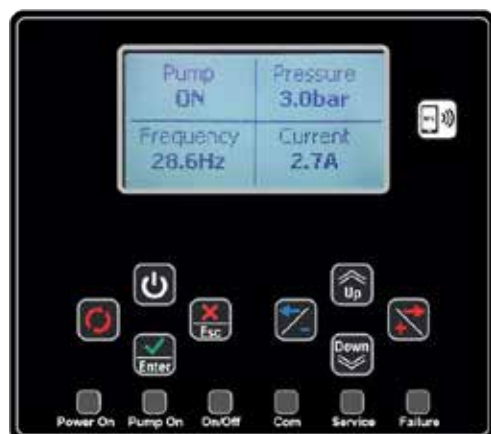 Pump
ON
Pressure
3.0bar
Frequency
28.6Hz
Current
2.7A
Esc
Enter
Up
Down
Power On
Pump On
On/Off
Com
Service
Failure